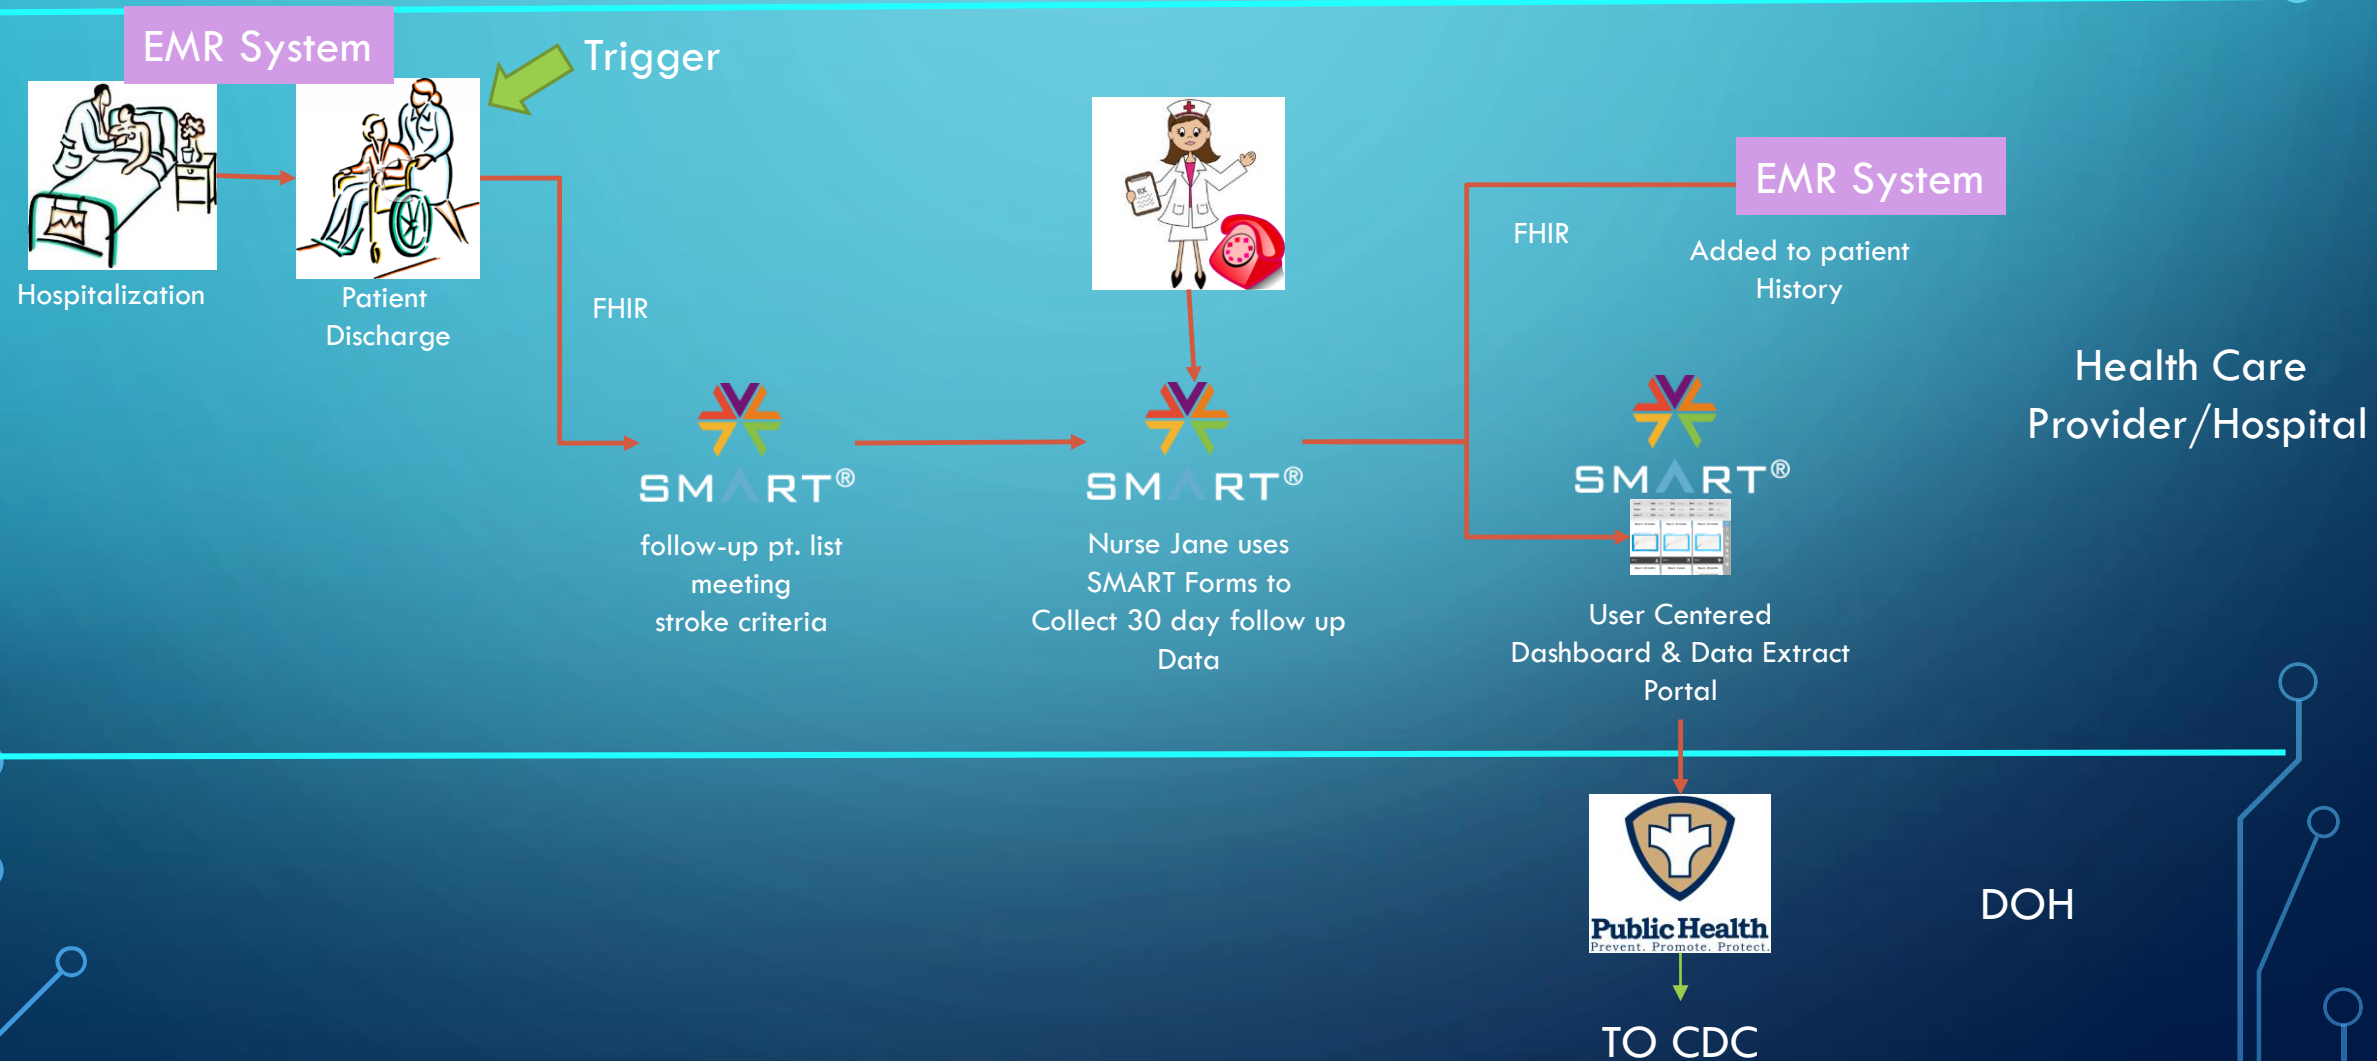 EMR System
Trigger
Hospitalization
Patient
Discharge
FHIR
SMART®
follow-up pt. list
meeting
stroke criteria
RX
SMART®
Nurse Jane uses
SMART Forms to
Collect 30 day follow up
Data
FHIR
EMR System
Added to patient
History
SMART®
User Centered
Dashboard & Data Extract
Portal
Health Care
Provider/Hospital
Public Health
Prevent. Promote. Protect.
DOH
TO CDC